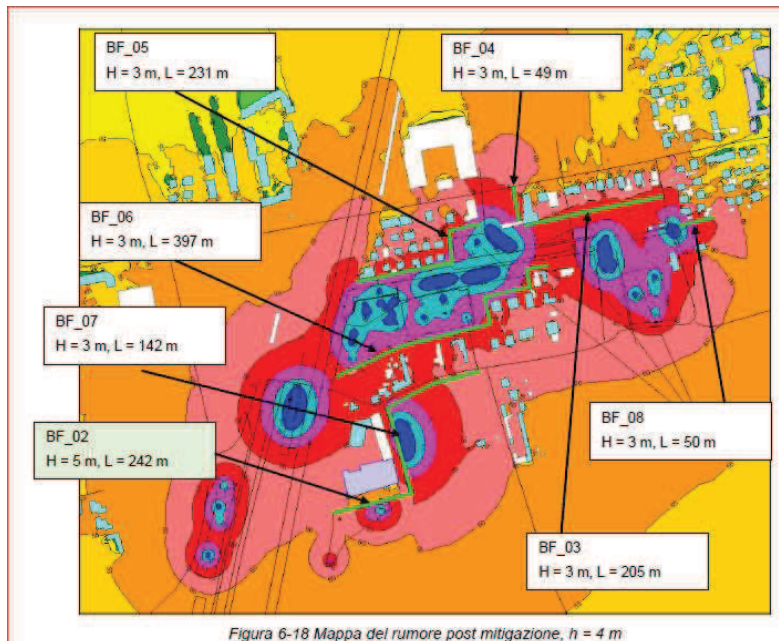 BF_05
H = 3 m, L = 231 m
BF_04
H = 3 m, L = 49 m
BF_06
H = 3 m, L = 397 m
BF_07
H = 3 m, L = 142 m
BF_02
H = 5 m, L = 242 m
BF_08
H = 3 m, L = 50 m
BF_03
H = 3 m, L = 205 m
Figura 6-18 Mappa del rumore post mitigazione, h = 4 m